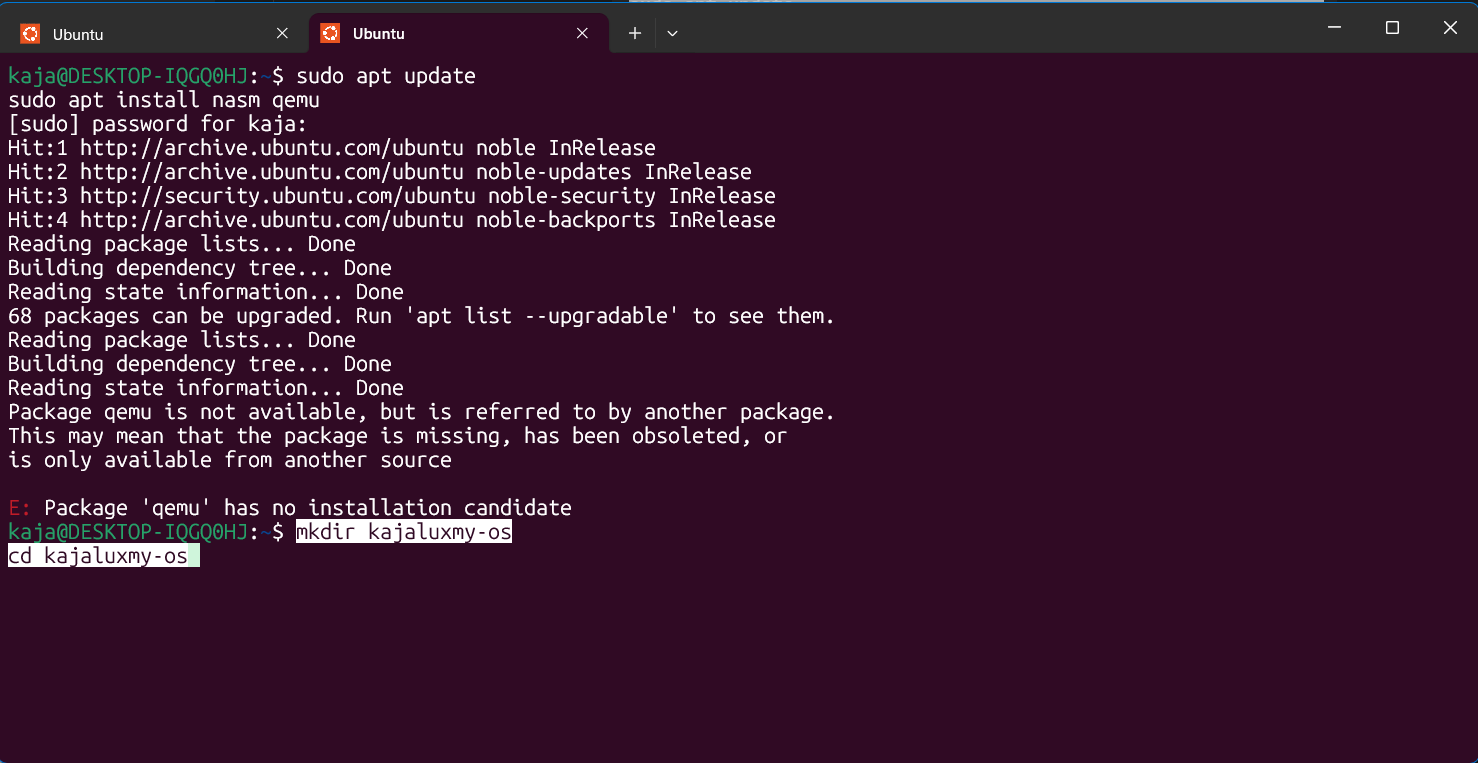 Ubuntu
Ubuntu
kaja@DESKTOP-IQGQ0HJ:~$ sudo apt update
sudo apt install nasm qemu
[sudo] password for kaja:
Hit:1 http://archive.ubuntu.com/ubuntu noble InRelease
Hit:2 http://archive.ubuntu.com/ubuntu noble-updates InRelease
Hit:3 http://security.ubuntu.com/ubuntu noble-security InRelease
Hit:4 http://archive.ubuntu.com/ubuntu noble-backports InRelease
Reading package lists... Done
Building dependency tree... Done
Reading state information... Done
68 packages can be upgraded. Run 'apt list --upgradable' to see them.
Reading package lists... Done
Building dependency tree... Done
Reading state information... Done
Package qemu is not available, but is referred to by another package.
This may mean that the package is missing, has been obsoleted, or
is only available from another source

E: Package 'qemu' has no installation candidate
kaja@DESKTOP-IQGQ0HJ:~$ mkdir kajaluxmy-os
cd kajaluxmy-os